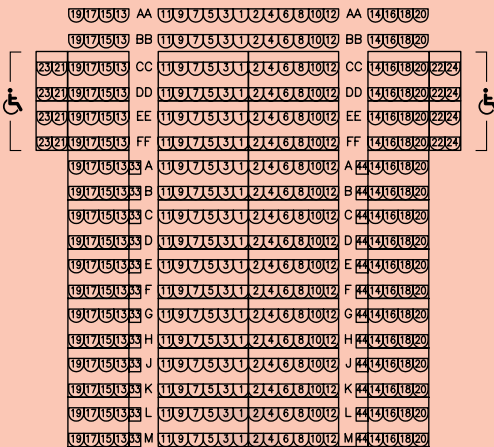 19 17 15 13 AA 11 9 7 5 3 1 2 4 6 8 10 12 AA 14 16 18 20
19 17 15 13 BB 11 9 7 5 3 1 2 4 6 8 10 12 BB 14 16 18 20
23 21 19 17 15 13 CC 11 9 7 5 3 1 2 4 6 8 10 12 CC 14 16 18 20 22 24
23 21 19 17 15 13 DD 11 9 7 5 3 1 2 4 6 8 10 12 DD 14 16 18 20 22 24
23 21 19 17 15 13 EE 11 9 7 5 3 1 2 4 6 8 10 12 EE 14 16 18 20 22 24
23 21 19 17 15 13 FF 11 9 7 5 3 1 2 4 6 8 10 12 FF 14 16 18 20 22 24
19 17 15 13 33 A 11 9 7 5 3 1 2 4 6 8 10 12 A 44 14 16 18 20
19 17 15 13 33 B 11 9 7 5 3 1 2 4 6 8 10 12 B 44 14 16 18 20
19 17 15 13 33 C 11 9 7 5 3 1 2 4 6 8 10 12 C 44 14 16 18 20
19 17 15 13 33 D 11 9 7 5 3 1 2 4 6 8 10 12 D 44 14 16 18 20
19 17 15 13 33 E 11 9 7 5 3 1 2 4 6 8 10 12 E 44 14 16 18 20
19 17 15 13 33 F 11 9 7 5 3 1 2 4 6 8 10 12 F 44 14 16 18 20
19 17 15 13 33 G 11 9 7 5 3 1 2 4 6 8 10 12 G 44 14 16 18 20
19 17 15 13 33 H 11 9 7 5 3 1 2 4 6 8 10 12 H 44 14 16 18 20
19 17 15 13 33 J 11 9 7 5 3 1 2 4 6 8 10 12 J 44 14 16 18 20
19 17 15 13 33 K 11 9 7 5 3 1 2 4 6 8 10 12 K 44 14 16 18 20
19 17 15 13 33 L 11 9 7 5 3 1 2 4 6 8 10 12 L 44 14 16 18 20
19 17 15 13 33 M 11 9 7 5 3 1 2 4 6 8 10 12 M 44 14 16 18 20